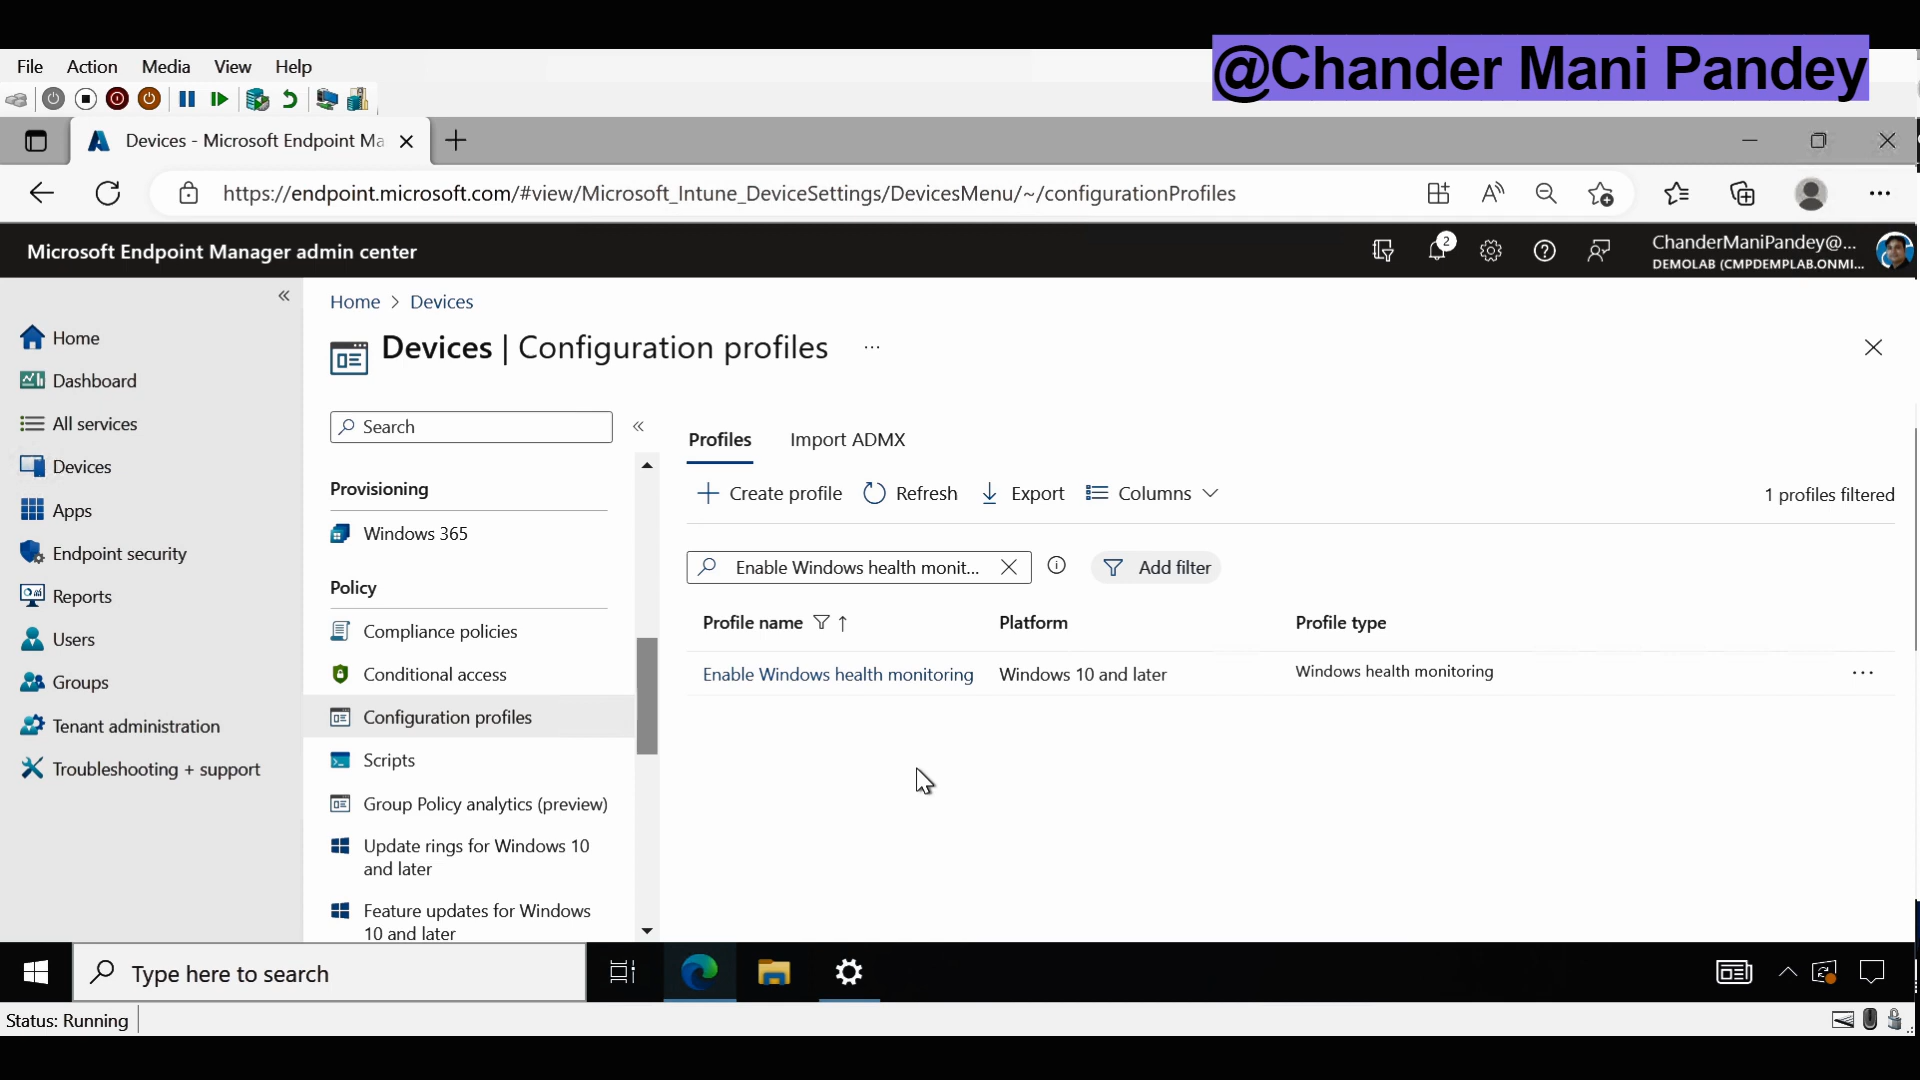 @Chander Mani Pandey
File Action Media View Help
Devices - Microsoft Endpoint Ma
https://endpoint.microsoft.com/#view/Microsoft_Intune_DeviceSettings/DevicesMenu/~/configurationProfiles
Microsoft Endpoint Manager admin center
2
ChanderManiPandey@...
DEMOLAB (CMPDEMPLAB.ONMI...
Home > Devices
Devices | Configuration profiles ...
Home
Dashboard
All services
Devices
Apps
Endpoint security
Reports
Users
Groups
Tenant administration
Troubleshooting + support
Search
Provisioning
Windows 365
Policy
Compliance policies
Conditional access
Configuration profiles
Scripts
Group Policy analytics (preview)
Update rings for Windows 10
and later
Feature updates for Windows
10 and later
Profiles Import ADMX
Create profile Refresh Export Columns
1 profiles filtered
Enable Windows health monit...
Add filter
Profile name Platform Profile type
Enable Windows health monitoring Windows 10 and later Windows health monitoring ...
Type here to search
Status: Running